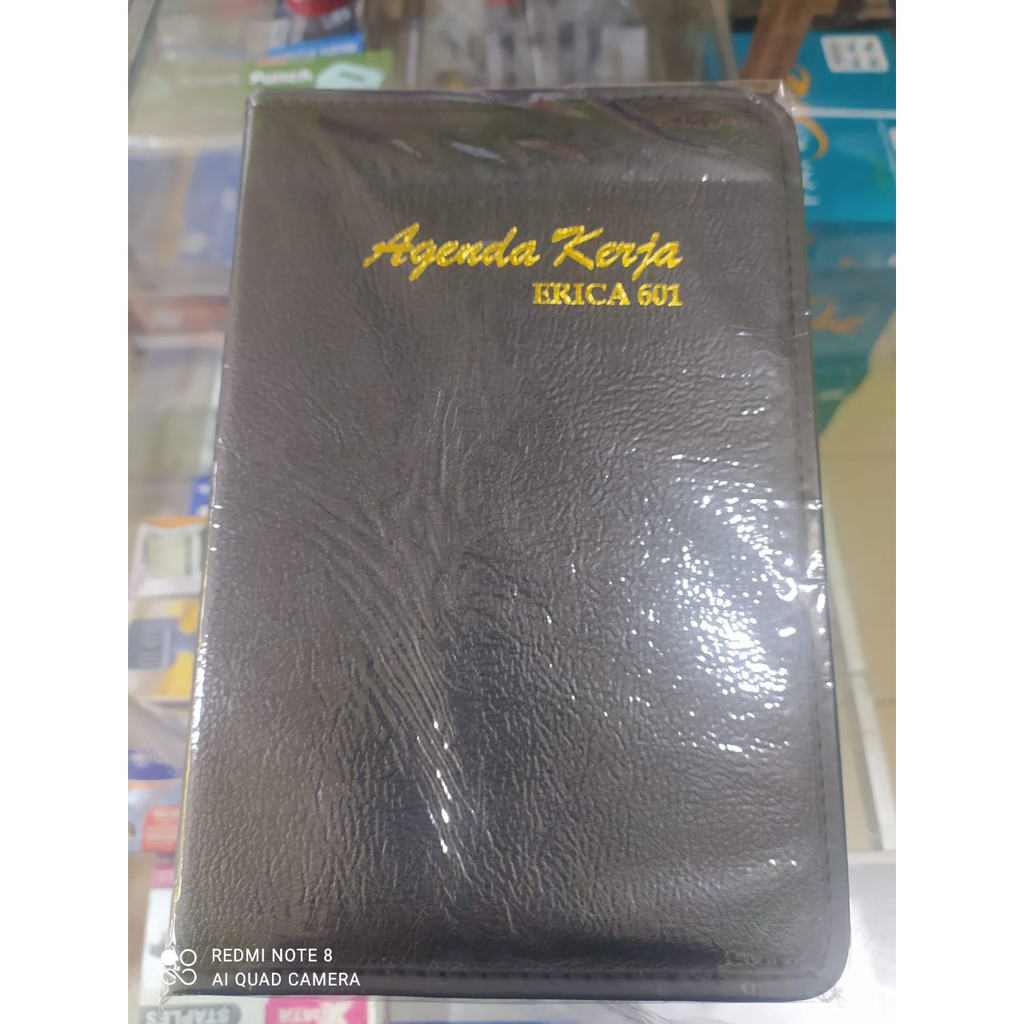 Punch
Agenda Kerja
ERICA 601
REDMI NOTE 8
AI QUAD CAMERA
STAPLES